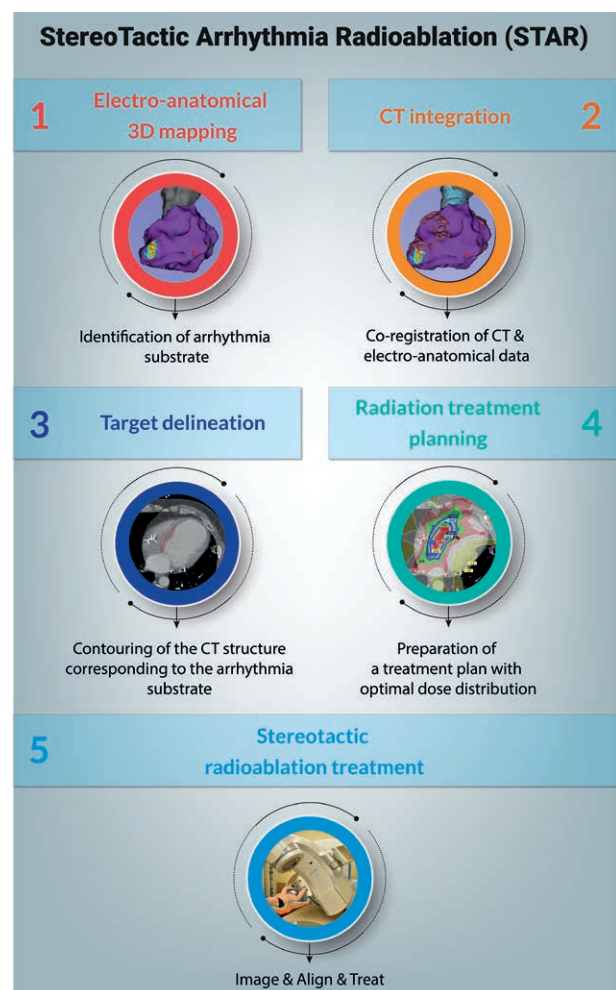 StereoTactic Arrhythmia Radioablation (STAR)
1
Electro-anatomical
3D mapping
CT integration
2
Identification of arrhythmia
substrate
Co-registration of CT &
electro-anatomical data
3
Target delineation
Radiation treatment
planning
4
Contouring of the CT structure
corresponding to the arrhythmia
substrate
Preparation of
a treatment plan with
optimal dose distribution
5
Stereotactic
radioablation treatment
Image & Align & Treat